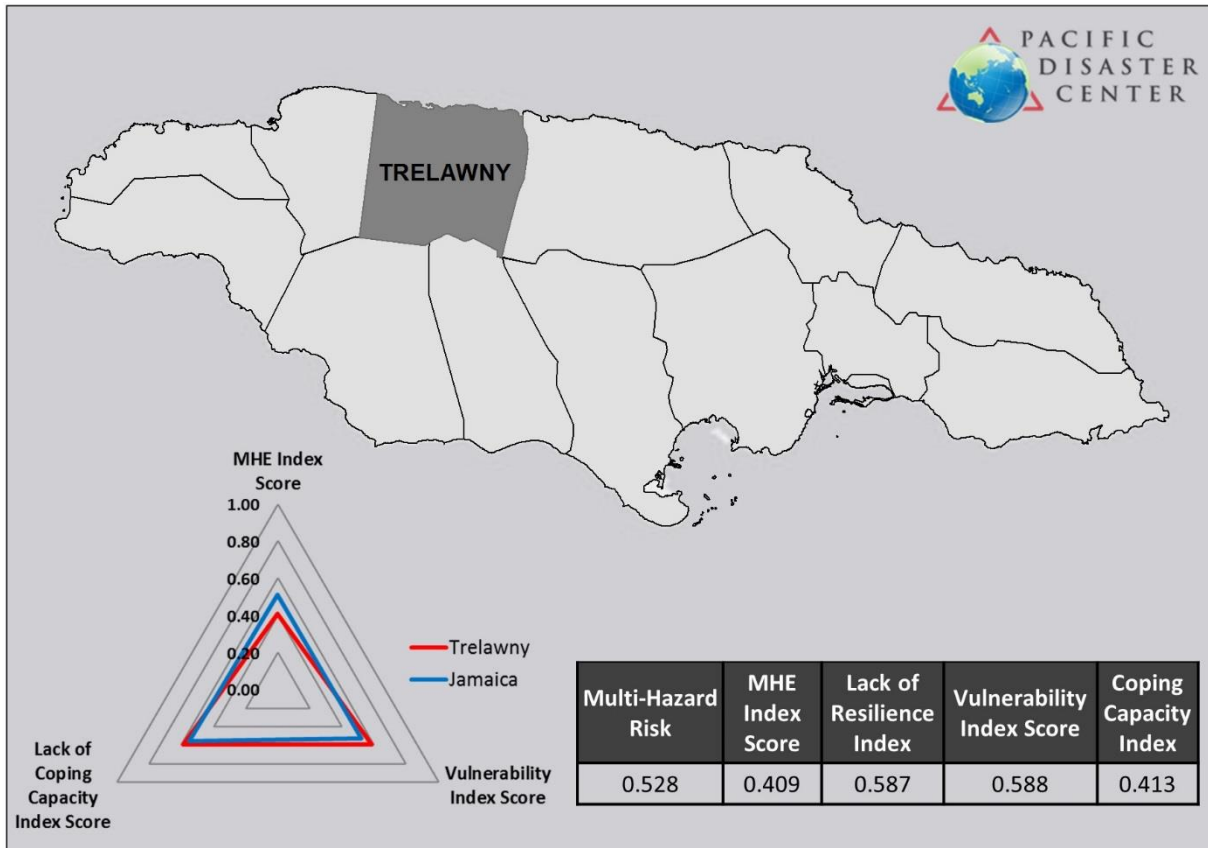 PACIFIC
DISASTER
CENTER
TRELAWNY
MHE Index
Score
1.00
0.80
0.60
0.40
0.20
0.00
Trelawny
Jamaica
Lack of
Coping
Capacity
Index Score
Vulnerability
Index Score
Multi-Hazard
Risk
MHE
Index
Score
Lack of
Resilience
Index
Vulnerability
Index Score
Coping
Capacity
Index
0.528
0.409
0.587
0.588
0.413